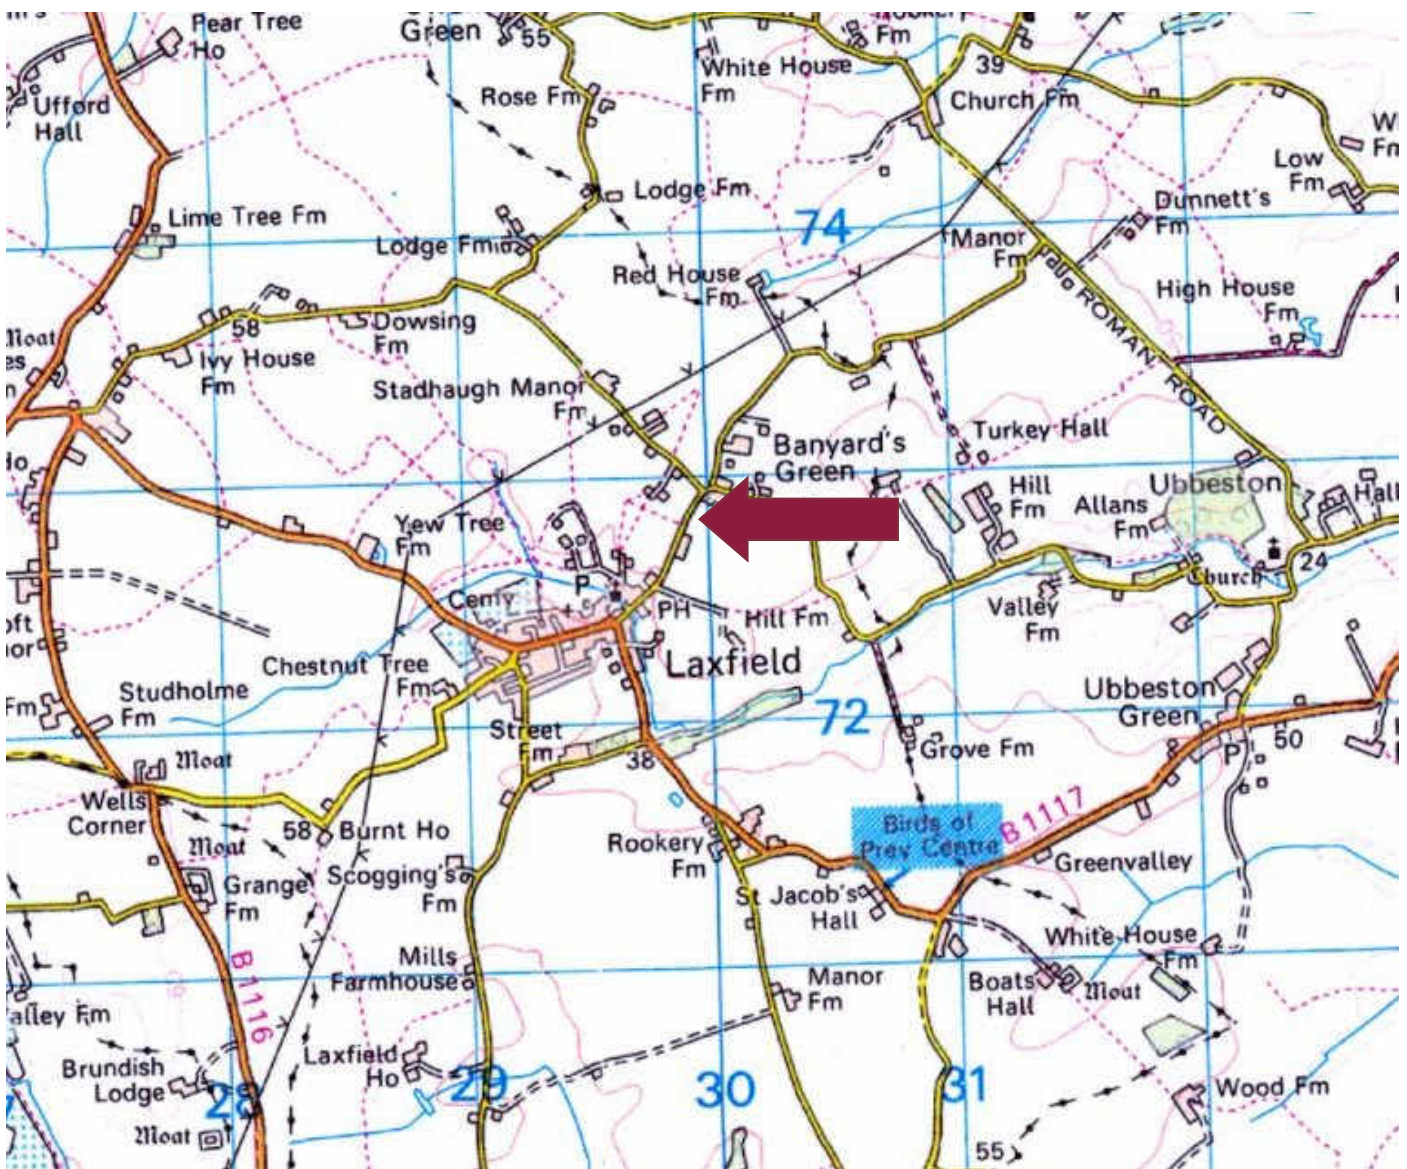 Pear Tree
Ho
Green
55
Fm
White House
Fm
39
Rose Fm
Church Fm
Ufford
Hall
Low
Fm
Lodge Fm
Dunnett's
Fm
Lime Tree Fm
74
Lodge Fm
Manor
Fm
Red House
Fm
ROMAN ROAD
High House
Fm
58
Dowsing
Fm
Moat
Ivy House
Fm
Stadhaugh Manor
Fm
Turkey Hall
Banyard's
Green
Ubbeston
Hill
Fm
Allans
Fm
Hall
Yew Tree
Fm
Church
24
P
Cemy
PH
Hill Fm
Valley
Fm
Laxfield
Chestnut Tree
Fm
Studholme
Fm
Fm
Ubbeston
Green
72
Street
Fm
38
Grove Fm
P
50
Moat
Wells
Corner
58
Burnt Ho
Moat
Rookery
Fm
Birds of
Prey Centre
B 1117
Greenvalley
Scogging's
Fm
Grange
Fm
St Jacob's
Hall
White House
Fm
Mills
Farmhouse
Manor
Fm
Boats
Hall
Moat
B 1116
alley Fm
Laxfield
Ho
Brundish
Lodge
28
29
30
31
Wood Fm
Moat
55